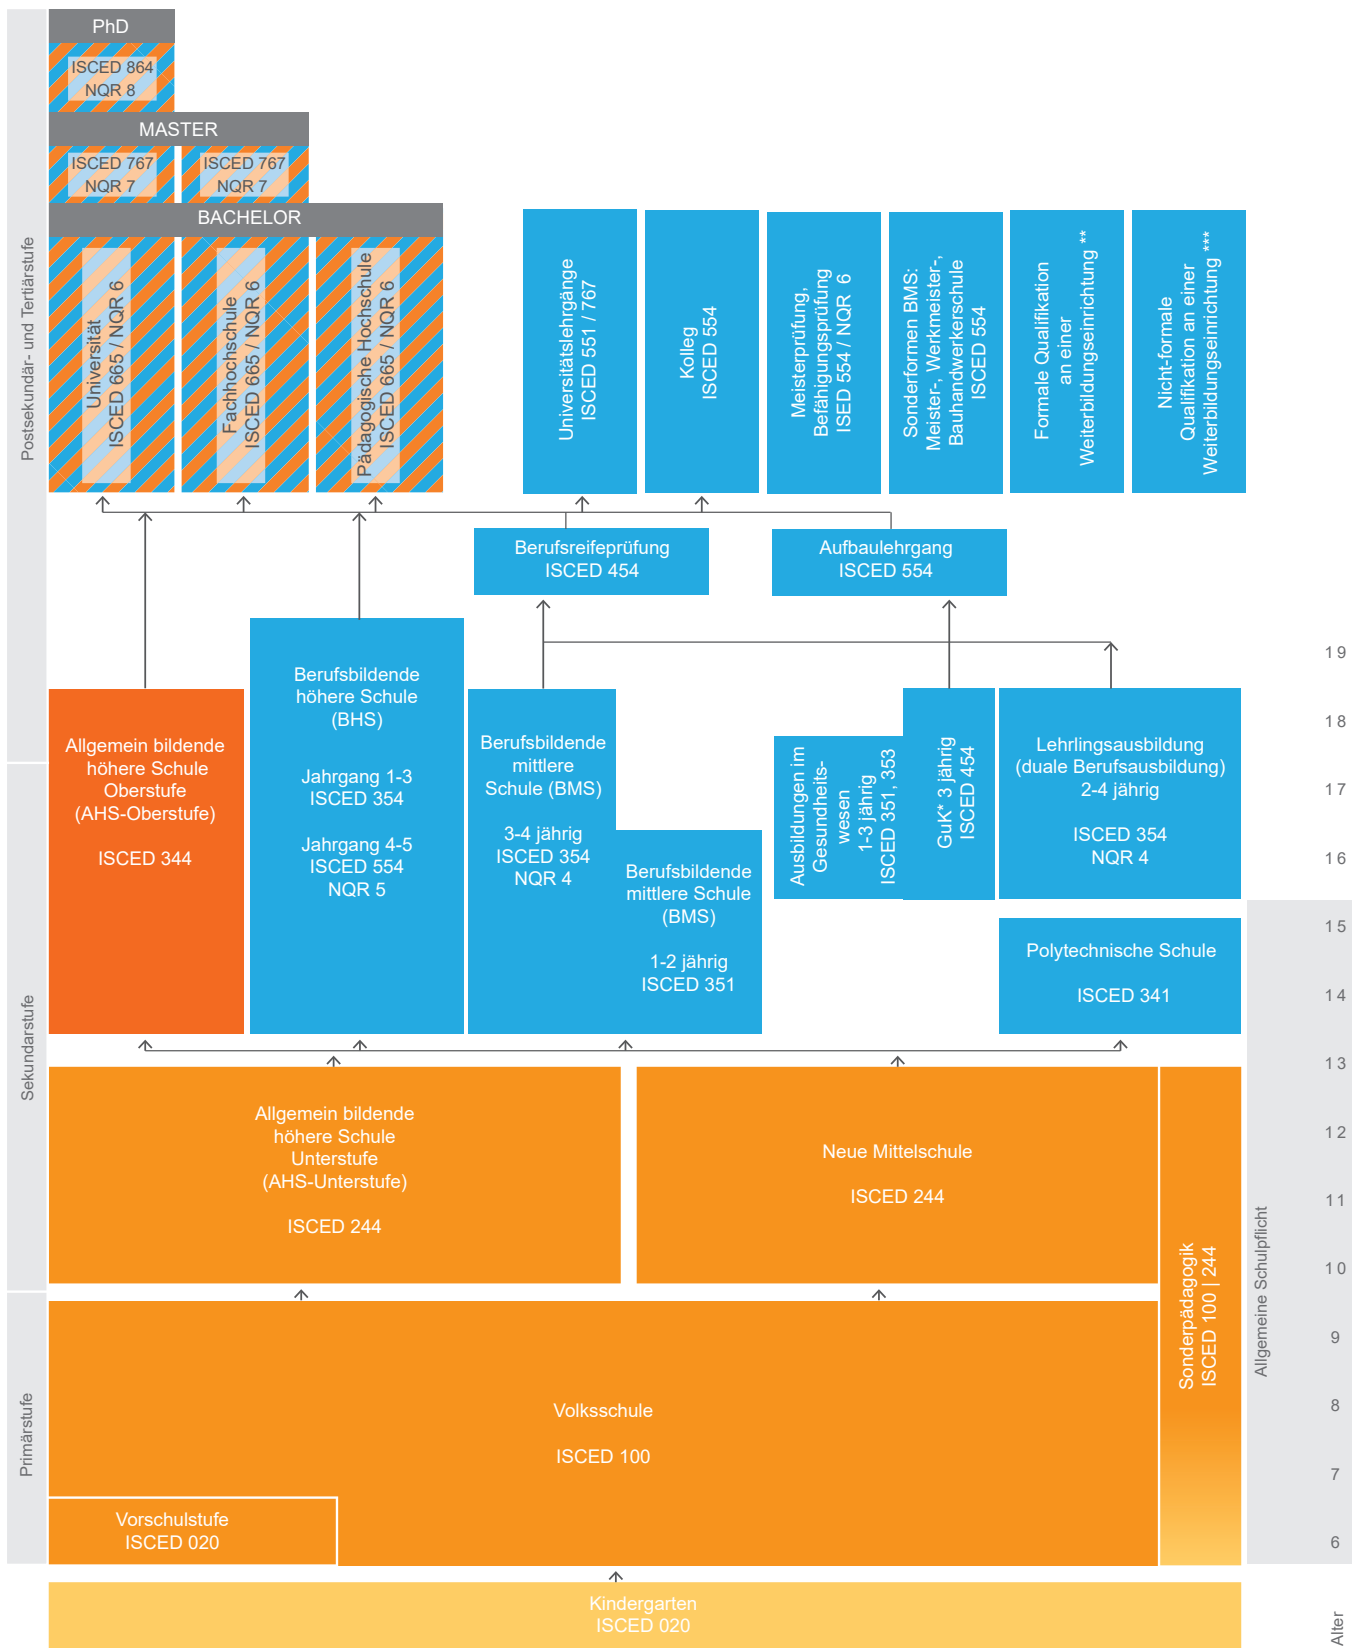 PhD
ISCED 864
NQR 8
MASTER
ISCED 767
NQR 7
ISCED 767
NQR 7
BACHELOR
Universität
ISCED 665 / NQR 6
Fachhochschule
ISCED 665 / NQR 6
Pädagogische Hochschule
ISCED 665 / NQR 6
Universitätslehrgänge
ISCED 551 / 767
Kolleg
ISCED 554
Meisterprüfung,
Befähigungsprüfung
ISED 554 / NQR 6
Sonderformen BMS:
Meister-, Werkmeister-,
Bauhandwerkerschule
ISCED 554
Formale Qualifikation
an einer
Weiterbildungseinrichtung **
Nicht-formale
Qualifikation an einer
Weiterbildungseinrichtung ***
Postsekundär- und Tertiärstufe
Berufsreifeprüfung
ISCED 454
Aufbaulehrgang
ISCED 554
Allgemein bildende
höhere Schule
Oberstufe
(AHS-Oberstufe)
ISCED 344
Berufsbildende
höhere Schule
(BHS)
Jahrgang 1-3
ISCED 354
Jahrgang 4-5
ISCED 554
NQR 5
Berufsbildende
mittlere
Schule (BMS)
3-4 jährig
ISCED 354
NQR 4
Berufsbildende
mittlere Schule
(BMS)
1-2 jährig
ISCED 351
Ausbildungen im
Gesundheits-
wesen
1-3 jährig
ISCED 351, 353
GuK* 3 jährig
ISCED 454
Lehrlingsausbildung
(duale Berufsausbildung)
2-4 jährig
ISCED 354
NQR 4
Polytechnische Schule
ISCED 341
Sekundarstufe
Allgemein bildende
höhere Schule
Unterstufe
(AHS-Unterstufe)
ISCED 244
Neue Mittelschule
ISCED 244
Sonderpädagogik
ISCED 100 | 244
Allgemeine Schulpflicht
Primärstufe
Volksschule
ISCED 100
Vorschulstufe
ISCED 020
Kindergarten
ISCED 020
19
18
17
16
15
14
13
12
11
10
9
8
7
6
Alter